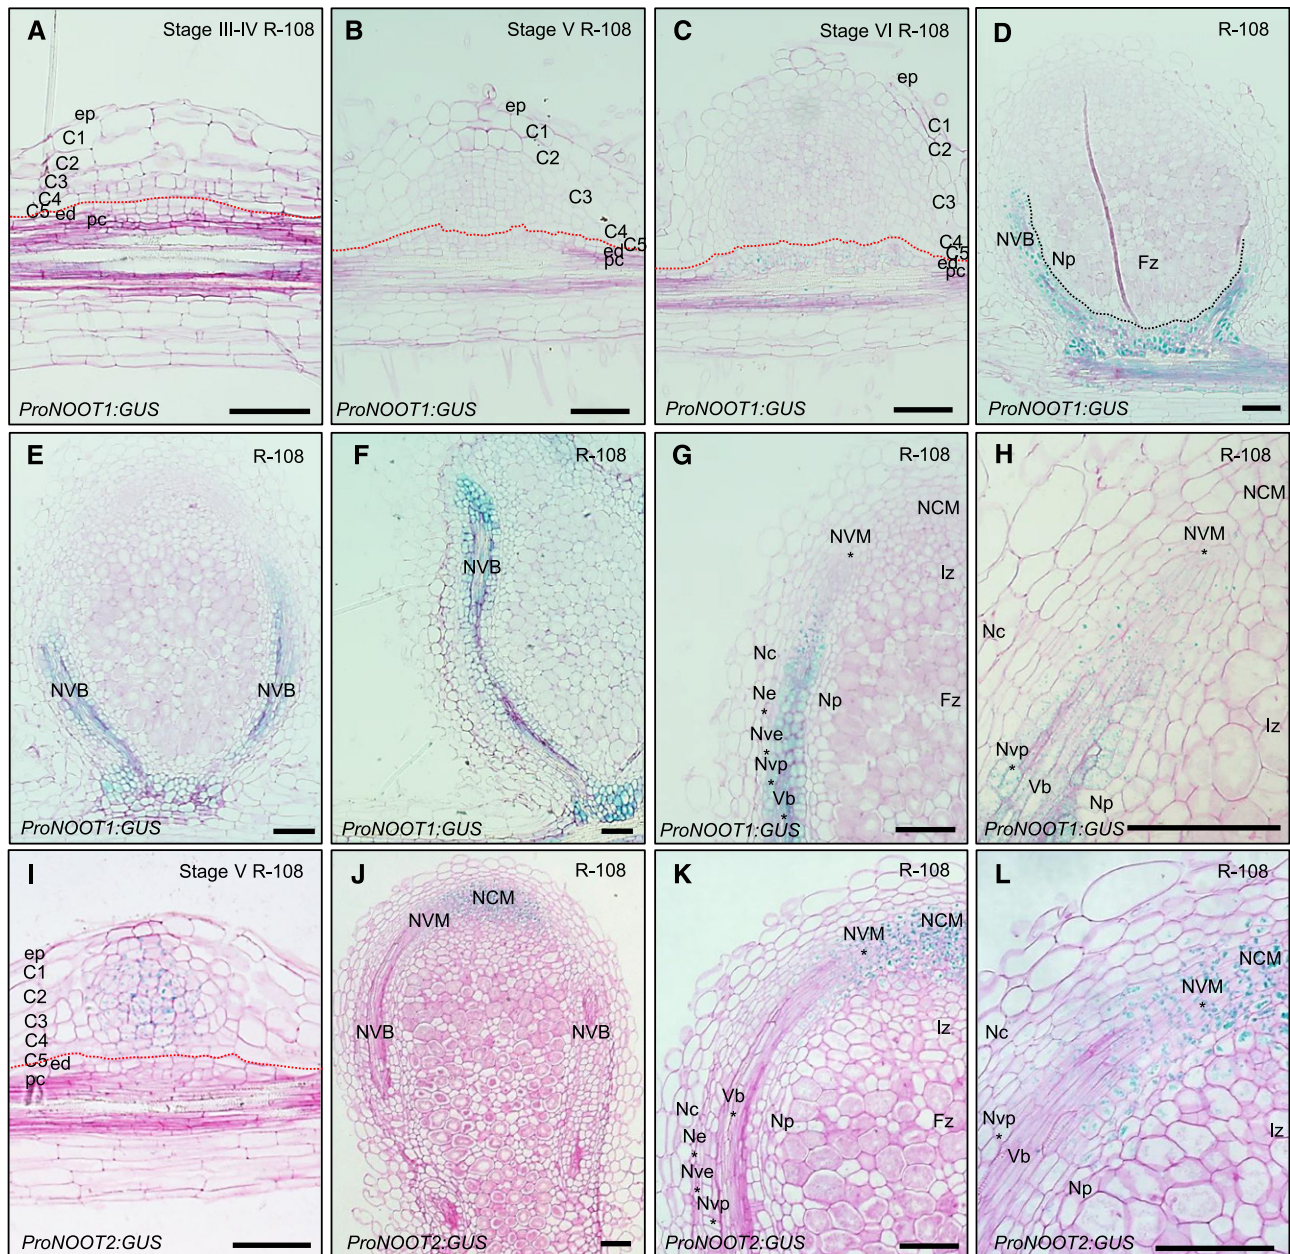 A
Stage III-IV R-108
ep
C1
C2
C3
C4
C5 ed
pc
ProNOOT1:GUS
B
Stage V R-108
ep
C1
C2
C3
C4
C5
ed
pc
ProNOOT1:GUS
C
Stage VI R-108
ep
C1
C2
C3
C4
C5
ed
pc
ProNOOT1:GUS
D
R-108
NVB
Np
Fz
ProNOOT1:GUS
E
R-108
NVB
NVB
ProNOOT1:GUS
F
R-108
NVB
ProNOOT1:GUS
G
R-108
NCM
NVM
*
Iz
Nc
Ne
*
Np
Fz
Nve
*
Nvp
*
Vb
*
ProNOOT1:GUS
H
R-108
NCM
NVM
*
Nc
Iz
Nvp
*
Vb
Np
ProNOOT1:GUS
I
Stage V R-108
ep
C1
C2
C3
C4
C5 ed
pc
ProNOOT2:GUS
J
R-108
NCM
NVM
NVB
NVB
ProNOOT2:GUS
K
R-108
NCM
NVM
*
Iz
Vb
*
Nc
Np
Fz
Ne
*
Nve
*
Nvp
*
ProNOOT2:GUS
L
R-108
NCM
NVM
*
Nc
Nvp
*
Iz
Vb
Np
ProNOOT2:GUS